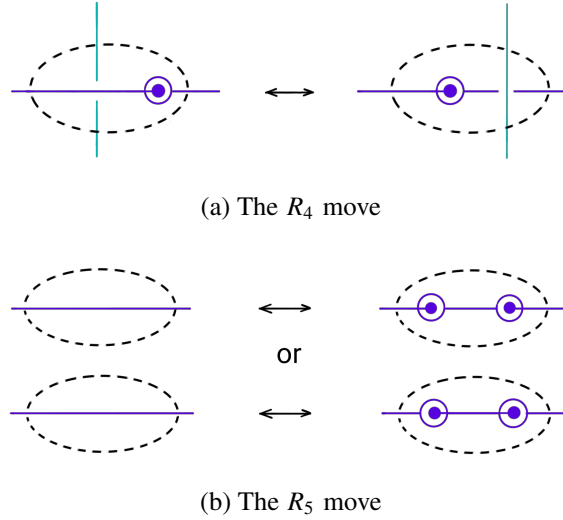 (a) The R₄ move
or
(b) The R₅ move